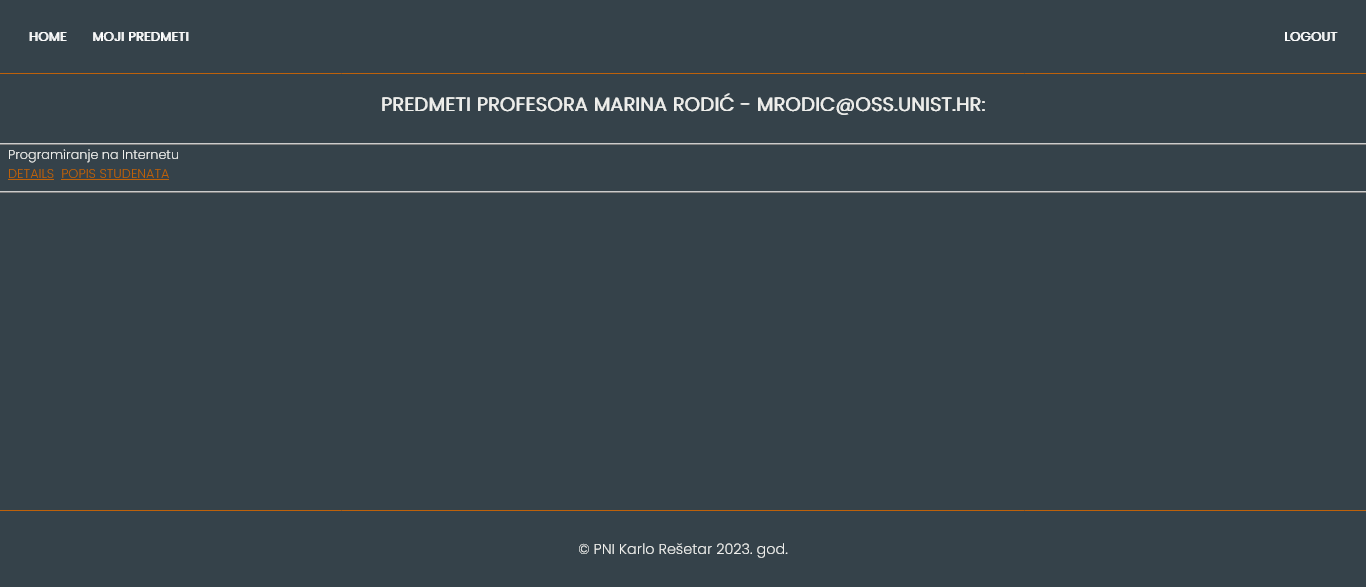 HOME MOJI PREDMETI LOGOUT
PREDMETI PROFESORA MARINA RODIĆ - MRODIC@OSS.UNIST.HR:
Programiranje na Internetu
DETAILS POPIS STUDENATA
© PNI Karlo Rešetar 2023. god.